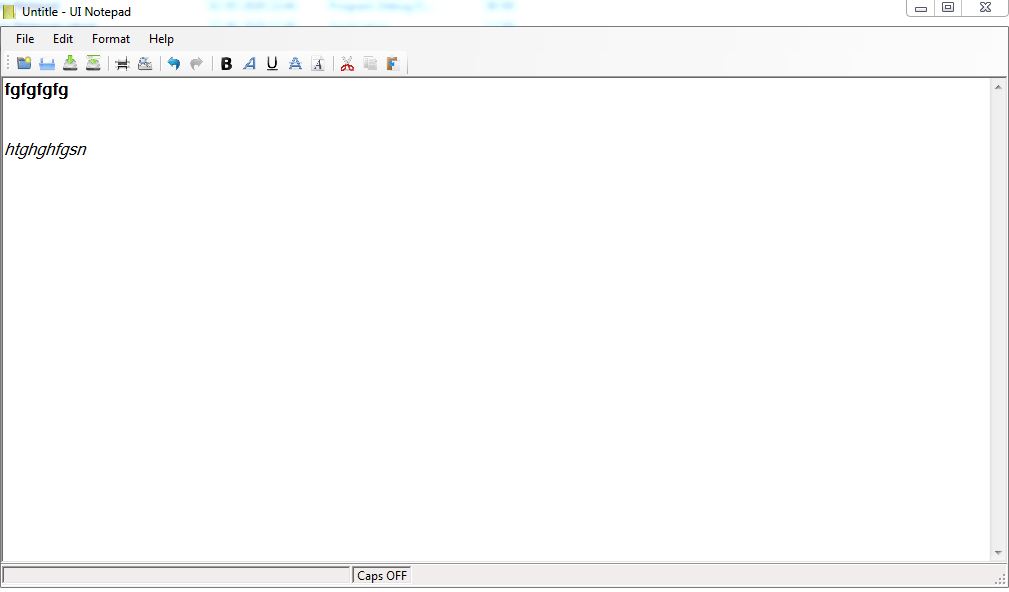 Untitle - UI Notepad
File Edit Format Help
B A U A A F
fgfgfgfg
htghghfgsn
Caps OFF